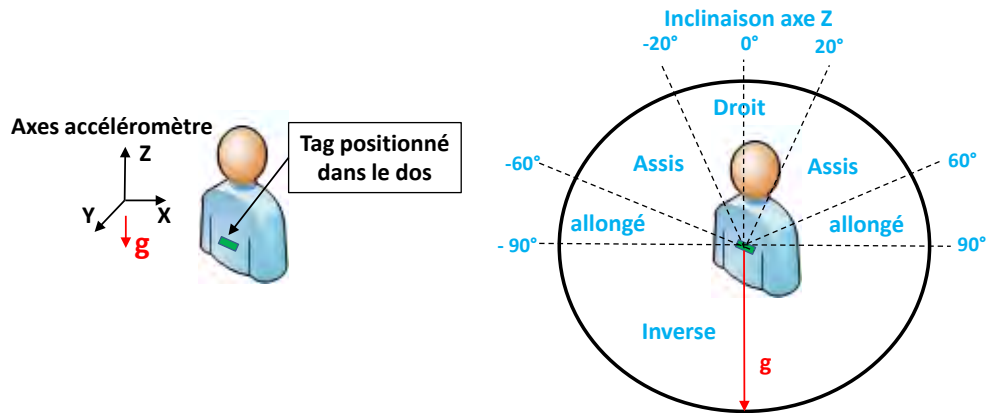 Axes accéléromètre
Z
Y
X
g
Tag positionné
dans le dos
Inclinaison axe Z
-20°
0°
20°
Droit
-60°
Assis
Assis
60°
allongé
allongé
- 90°
90°
Inverse
g